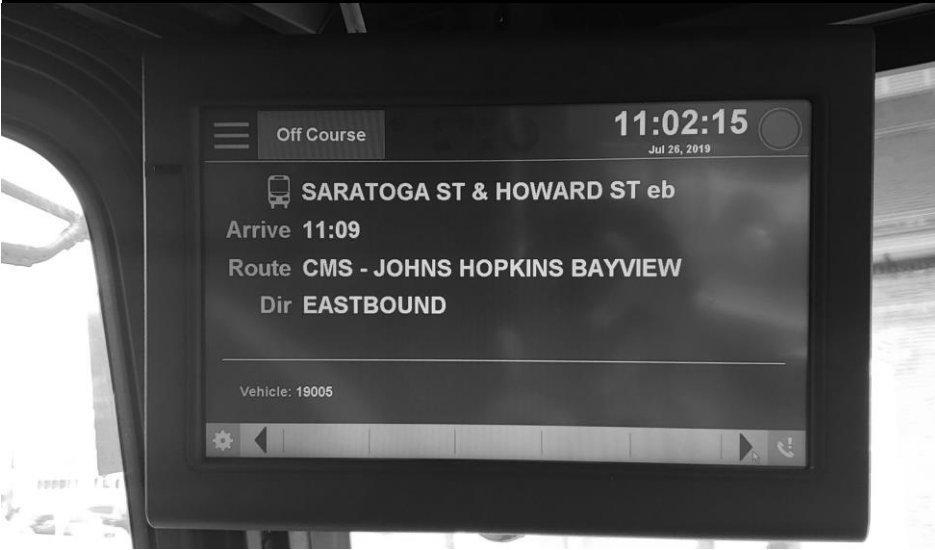 Off Course
11:02:15
Jul 26, 2019
SARATOGA ST & HOWARD ST eb
Arrive 11:09
Route CMS - JOHNS HOPKINS BAYVIEW
Dir EASTBOUND
Vehicle: 19005